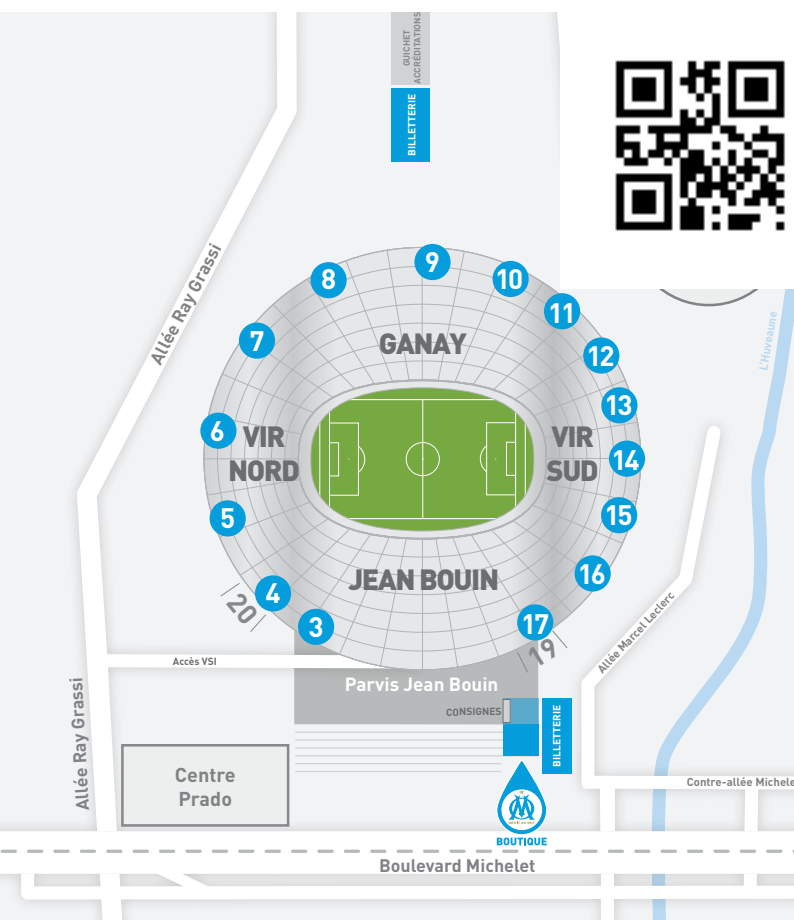 GUICHET
ACCRÉDITATIONS
BILLETTERIE
Allée Ray Grassi
9
8
10
11
7
GANAY
12
L'Huveaune
13
6
VIR
NORD
VIR
SUD
14
5
15
JEAN BOUIN
16
4
20
3
17
19
Allée Marcel Leclerc
Accès VSI
Parvis Jean Bouin
CONSIGNES
BILLETTERIE
Allée Ray Grassi
Centre
Prado
Contre-allée Michele
BOUTIQUE
Boulevard Michelet